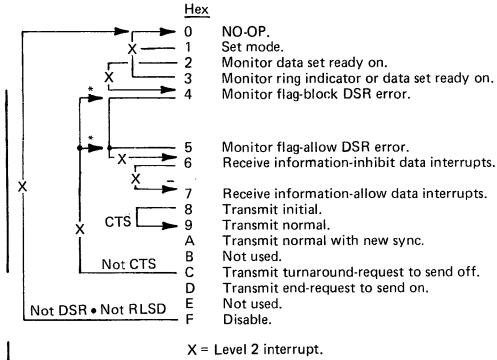 Hex
0 NO-OP.
X 1 Set mode.
2 Monitor data set ready on.
X 3 Monitor ring indicator or data set ready on.
* 4 Monitor flag-block DSR error.
* 5 Monitor flag-allow DSR error.
X 6 Receive information-inhibit data interrupts.
X –
7 Receive information-allow data interrupts.
X
8 Transmit initial.
CTS 9 Transmit normal.
X A Transmit normal with new sync.
B Not used.
Not CTS C Transmit turnaround-request to send off.
D Transmit end-request to send on.
E Not used.
Not DSR • Not RLSD F Disable.
X = Level 2 interrupt.